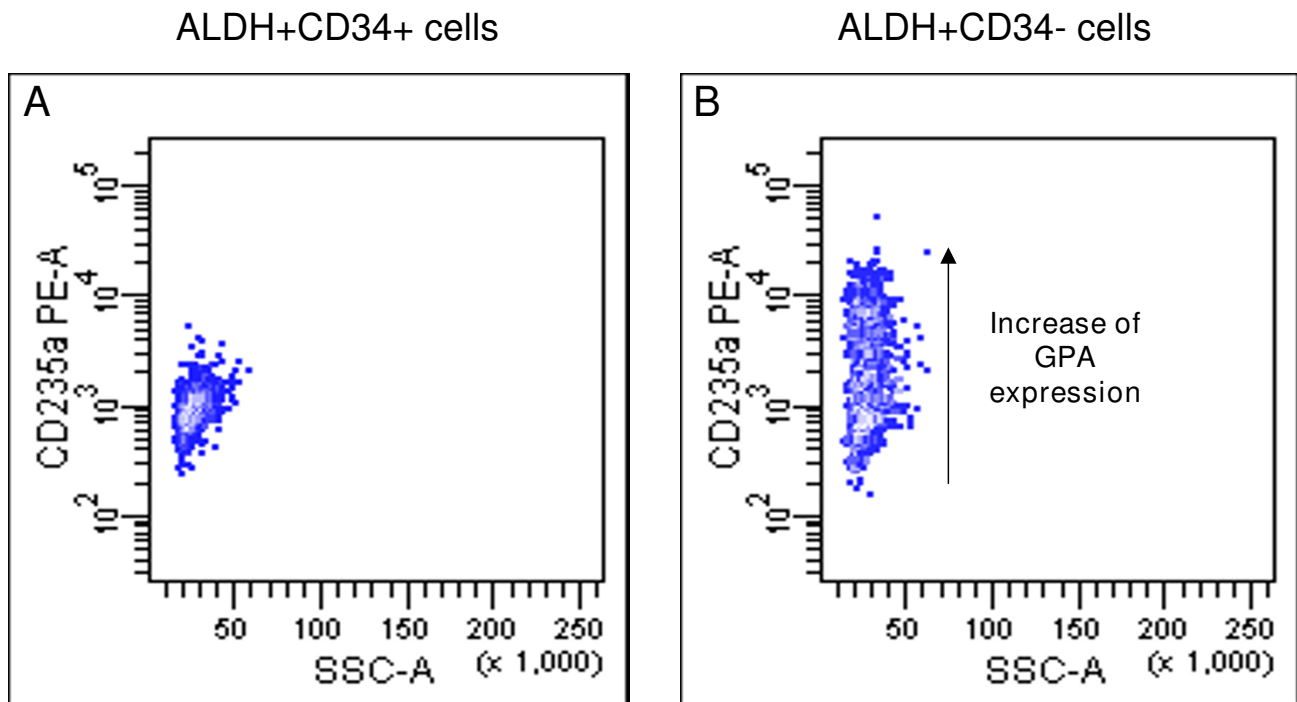 ALDH+CD34+ cells
A
CD235a PE-A
10^5
10^4
10^3
10^2
50 100 150 200 250
SSC-A (x 1,000)
ALDH+CD34- cells
B
CD235a PE-A
10^5
10^4
10^3
10^2
Increase of
GPA
expression
50 100 150 200 250
SSC-A (x 1,000)